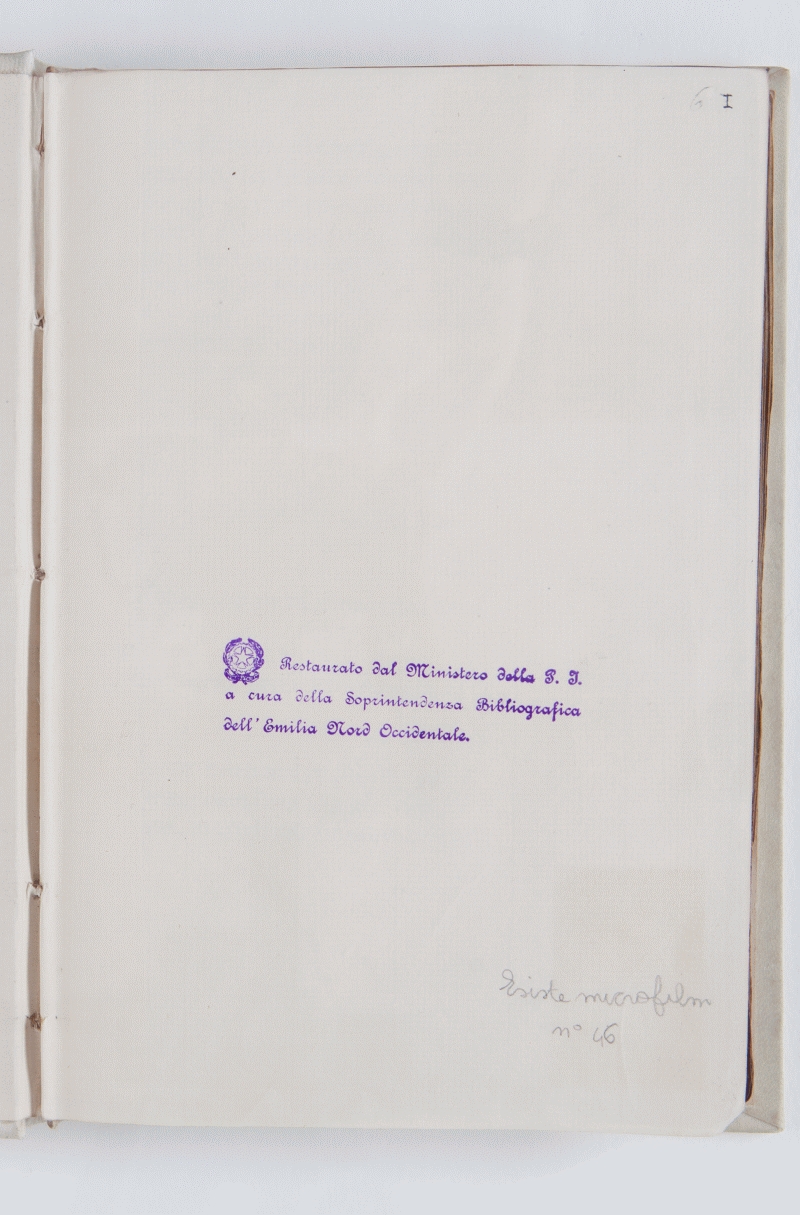 6 I
Restaurato dal Ministero della P. I.
a cura della Soprintendenza Bibliografica
dell'Emilia Nord Occidentale.
Esiste microfilm
n° 46